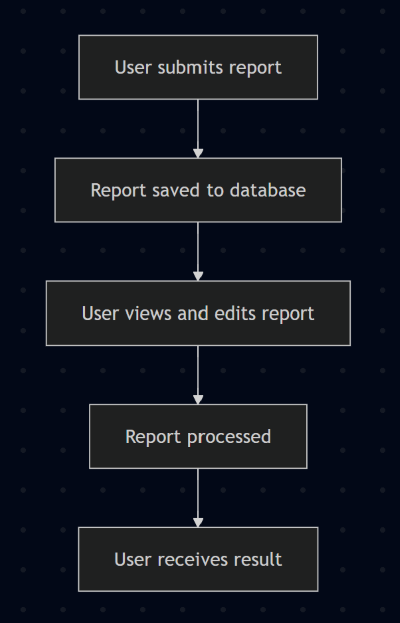 User submits report
Report saved to database
User views and edits report
Report processed
User receives result